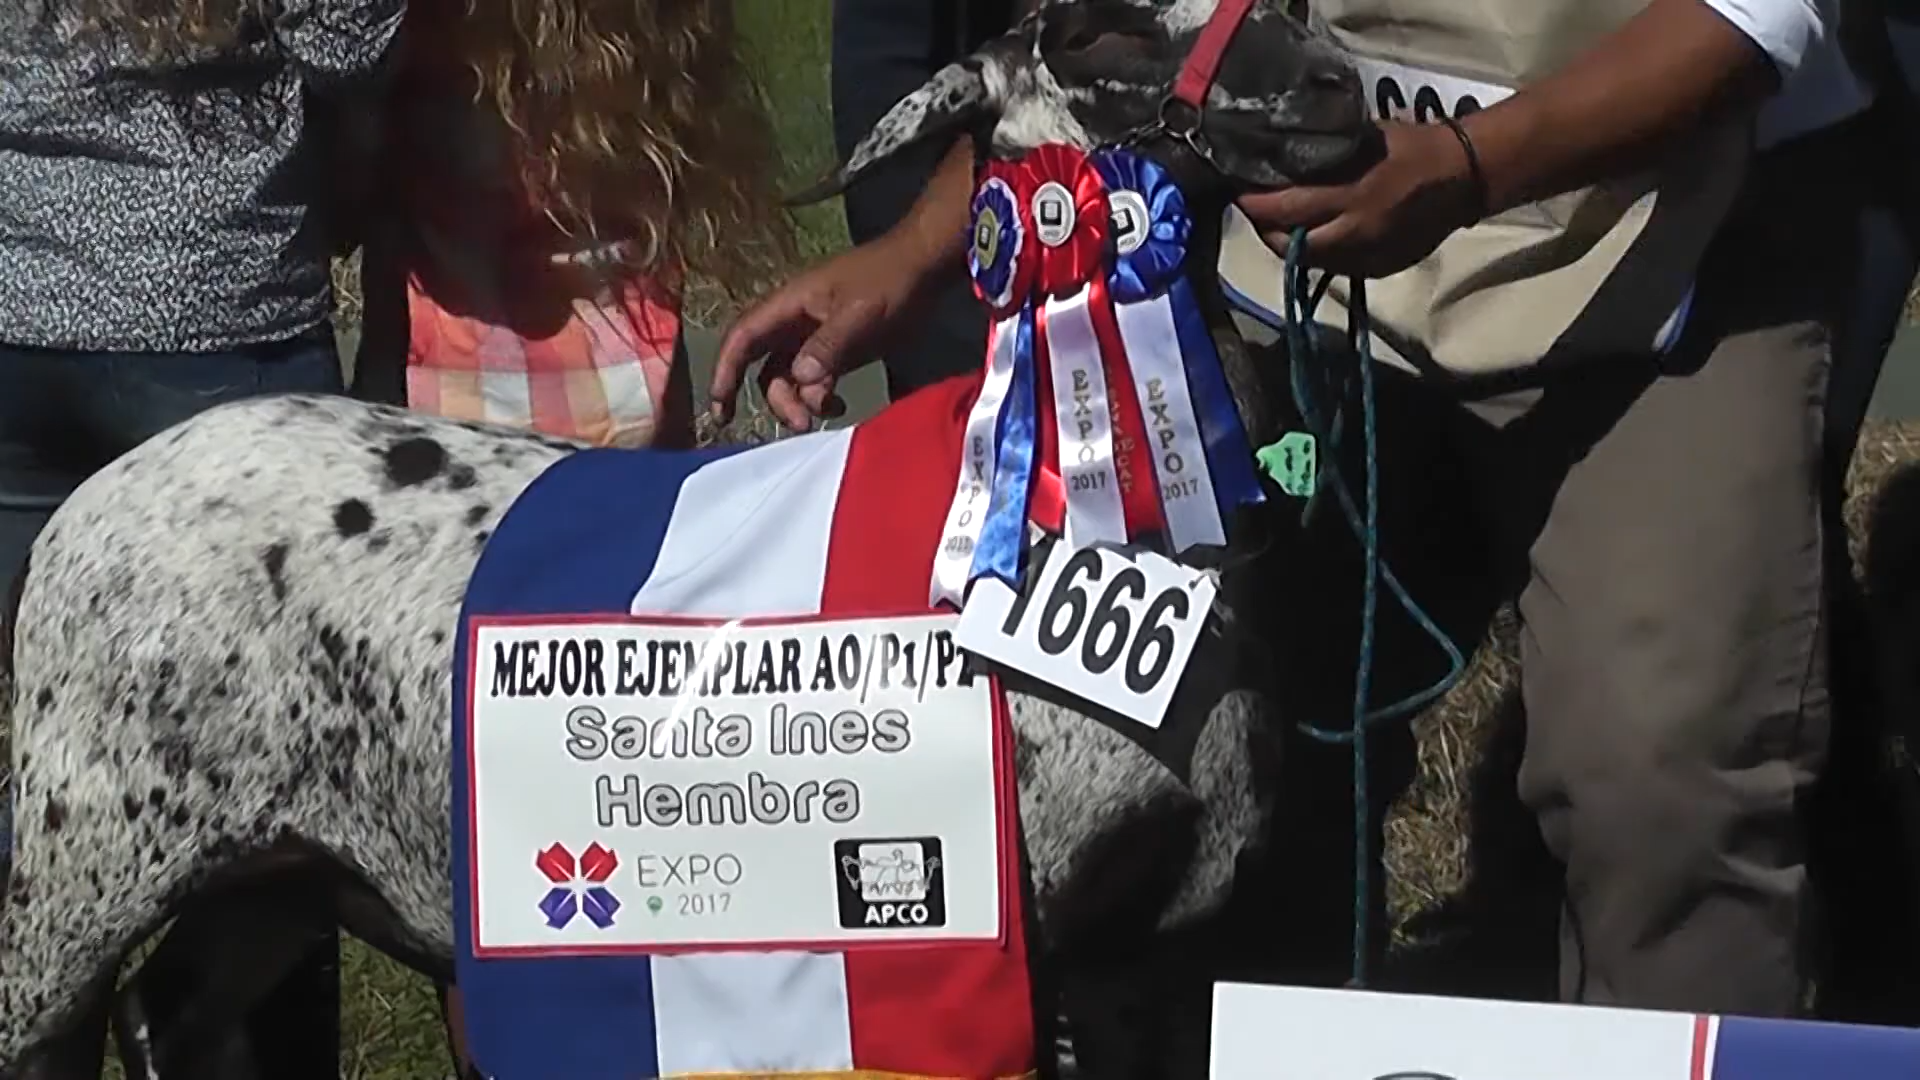 EXPO
2017
EXPO
2017
EXPO
2017
1666
MEJOR EJEMPLAR AO/P1/P2
Santa Ines
Hembra
EXPO
2017
APCO